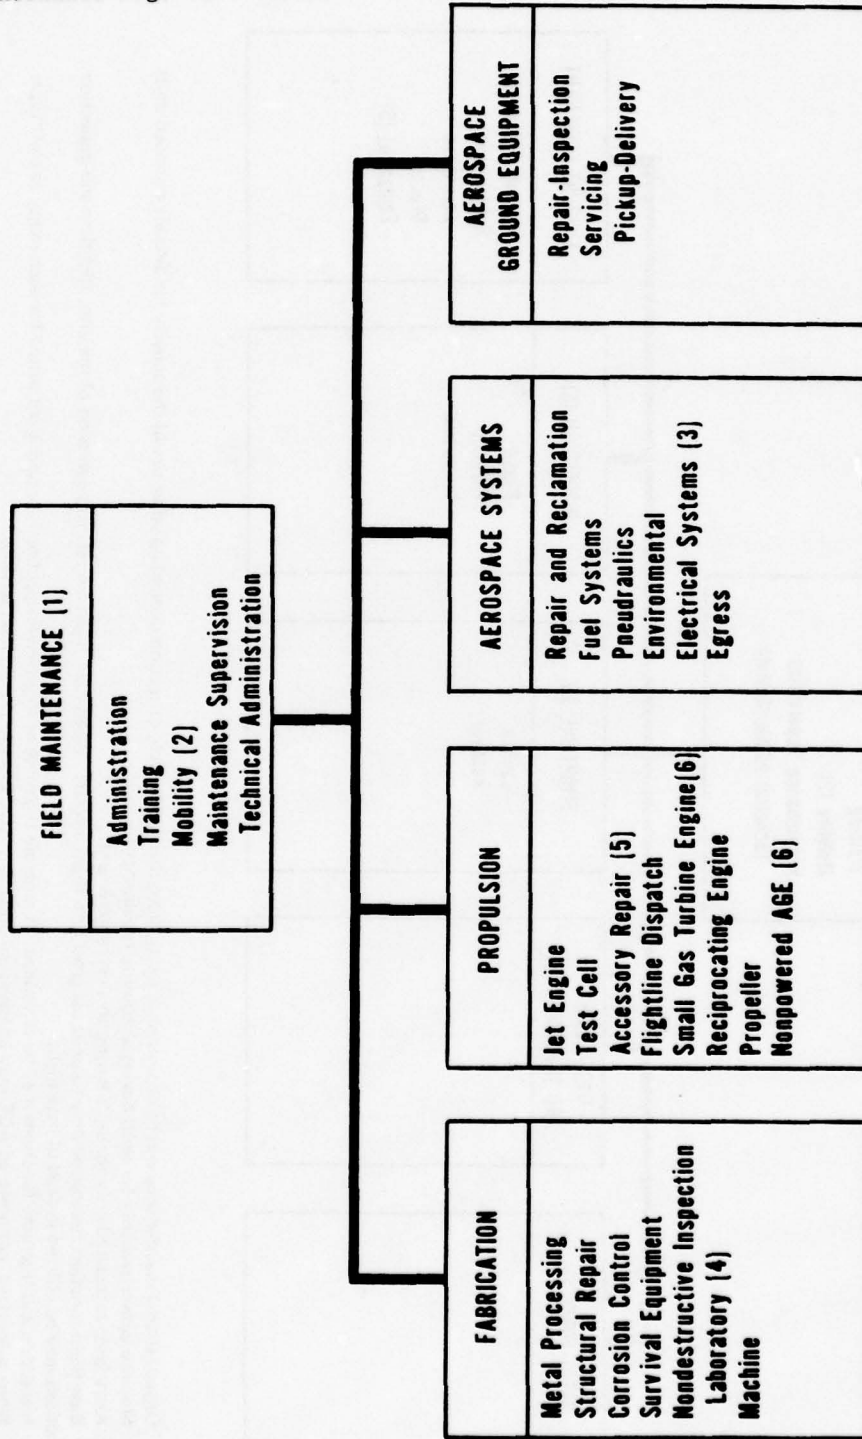 FIELD MAINTENANCE (1)
Administration
Training
Mobility (2)
Maintenance Supervision
Technical Administration
FABRICATION
Metal Processing
Structural Repair
Corrosion Control
Survival Equipment
Nondestructive Inspection
Laboratory (4)
Machine
PROPULSION
Jet Engine
Test Cell
Accessory Repair (5)
Flightline Dispatch
Small Gas Turbine Engine(6)
Reciprocating Engine
Propeller
Nonpowered AGE (6)
AEROSPACE SYSTEMS
Repair and Reclamation
Fuel Systems
Pneudraulics
Environmental
Electrical Systems (3)
Egress
AEROSPACE
GROUND EQUIPMENT
Repair-Inspection
Servicing
Pickup-Delivery